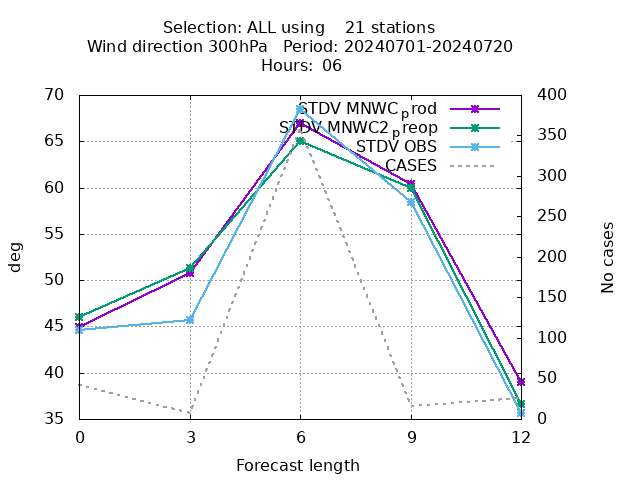 Selection: ALL using    21 stations
Wind direction 300hPa   Period: 20240701-20240720
Hours: 06
STDV MNWC_prod
STDV MNWC2_preop
STDV OBS
CASES
70
65
60
55
50
45
40
35
deg
400
350
300
250
200
150
100
50
0
No cases
0 3 6 9 12
Forecast length